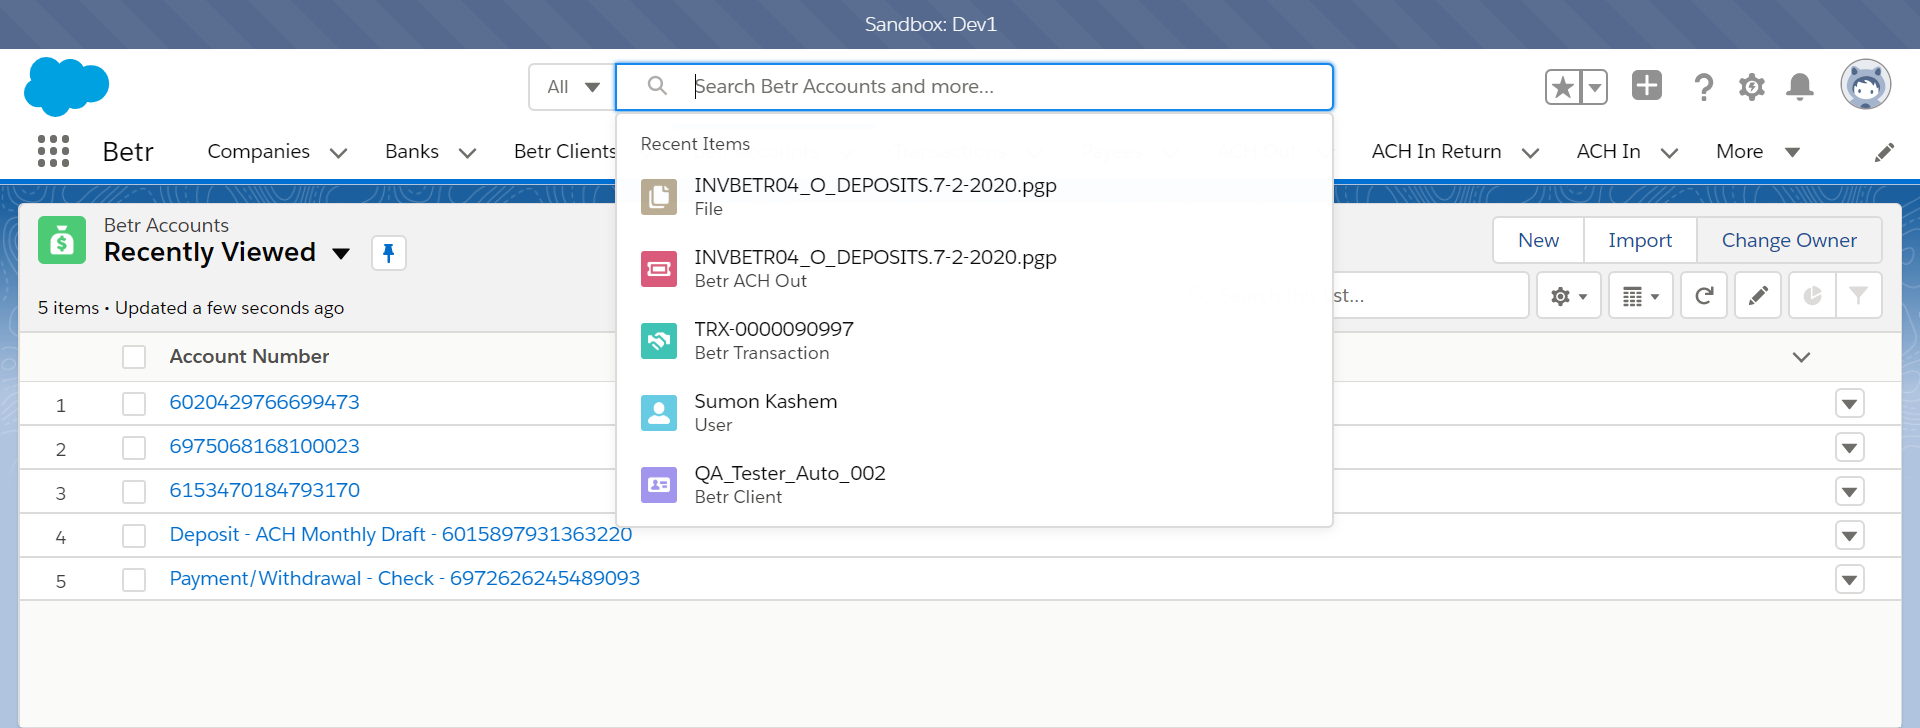 Sandbox: Dev1
All
Search Betr Accounts and more...
Betr
Companies
Banks
Betr Clients
ACH In Return
ACH In
More
Recent Items
INVBETR04_O_DEPOSITS.7-2-2020.pgp
File
INVBETR04_O_DEPOSITS.7-2-2020.pgp
Betr ACH Out
TRX-0000090997
Betr Transaction
Sumon Kashem
User
QA_Tester_Auto_002
Betr Client
Betr Accounts
Recently Viewed
New
Import
Change Owner
5 items • Updated a few seconds ago
st...
Account Number
1
6020429766699473
2
6975068168100023
3
6153470184793170
4
Deposit - ACH Monthly Draft - 6015897931363220
5
Payment/Withdrawal - Check - 6972626245489093